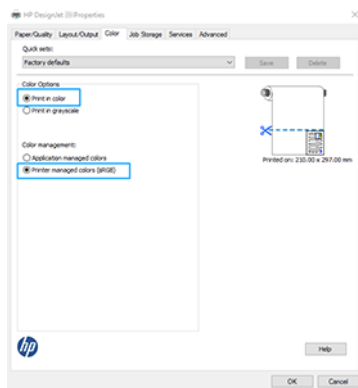 HP DesignJet Properties
Paper/Quality Layout/Output Color Job Storage Services Advanced
Quick sets:
Factory defaults
Save Delete
Color Options
Print in color
Print in grayscale
Color management:
Application managed colors
Printer managed colors (sRGB)
Printed on: 210.00 x 297.00 mm
hp
Help
OK Cancel